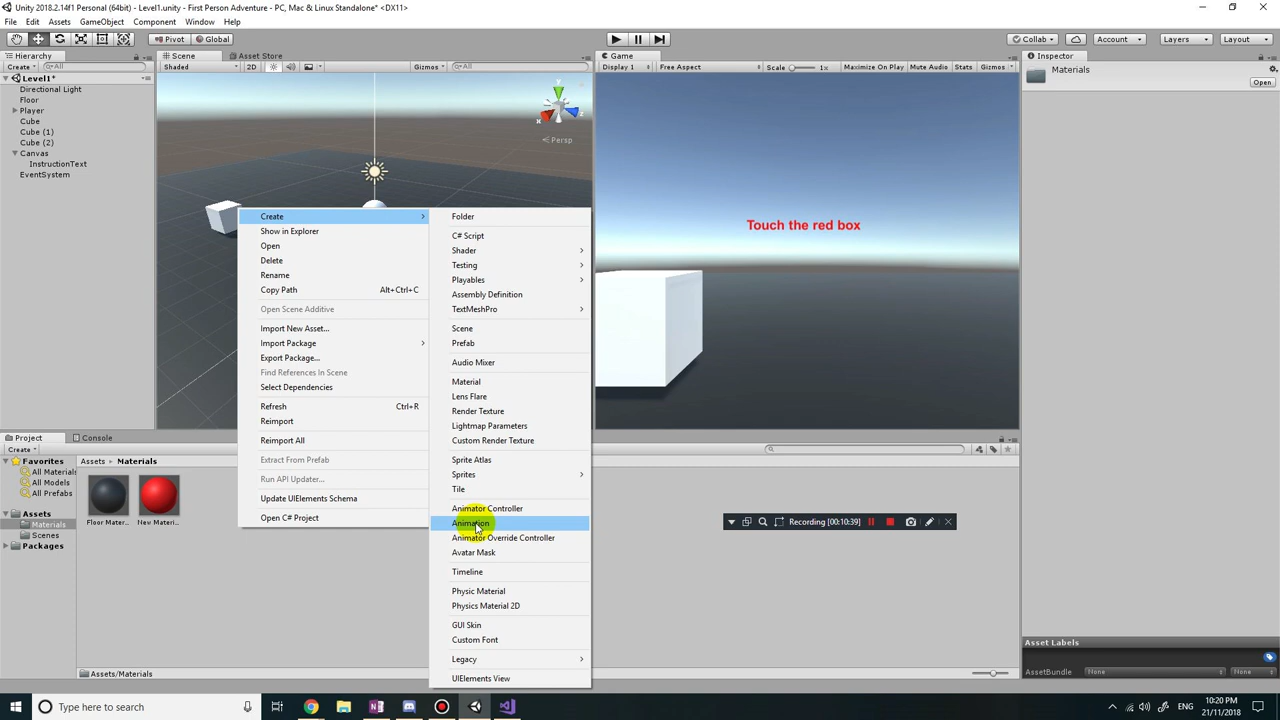 Unity 2018.2.14f1 Personal (64bit) - Level1.unity - First Person Adventure - PC, Mac & Linux Standalone* <DX11>
File Edit Assets GameObject Component Window Help
Pivot Global Collab Account Layers Layout
Hierarchy Scene Asset Store Game Inspector
Create All Shaded 2D Gizmos All Display 1 Free Aspect Scale 1x Maximize On Play Mute Audio Stats Gizmos
Materials
Open
Level1*
Directional Light
Floor
Player
Cube
Cube (1)
Cube (2)
Canvas
InstructionText
EventSystem
y
x
z
Persp
Touch the red box
Create
Show in Explorer
Open
Delete
Rename
Copy Path Alt+Ctrl+C
Open Scene Additive
Import New Asset...
Import Package
Export Package...
Find References In Scene
Select Dependencies
Refresh Ctrl+R
Reimport
Reimport All
Extract From Prefab
Run API Updater...
Update UIElements Schema
Open C# Project
Folder
C# Script
Shader
Testing
Playables
Assembly Definition
TextMeshPro
Scene
Prefab
Audio Mixer
Material
Lens Flare
Render Texture
Lightmap Parameters
Custom Render Texture
Sprite Atlas
Sprites
Tile
Animator Controller
Animation
Animator Override Controller
Avatar Mask
Timeline
Physic Material
Physics Material 2D
GUI Skin
Custom Font
Legacy
UIElements View
Project Console
Create
Favorites
All Materials
All Models
All Prefabs
Assets
Materials
Scenes
Packages
Assets Materials
Floor Mater...
New Materi...
Recording [00:10:39]
Assets/Materials
Asset Labels
AssetBundle None None
Type here to search
ENG
10:20 PM
21/11/2018